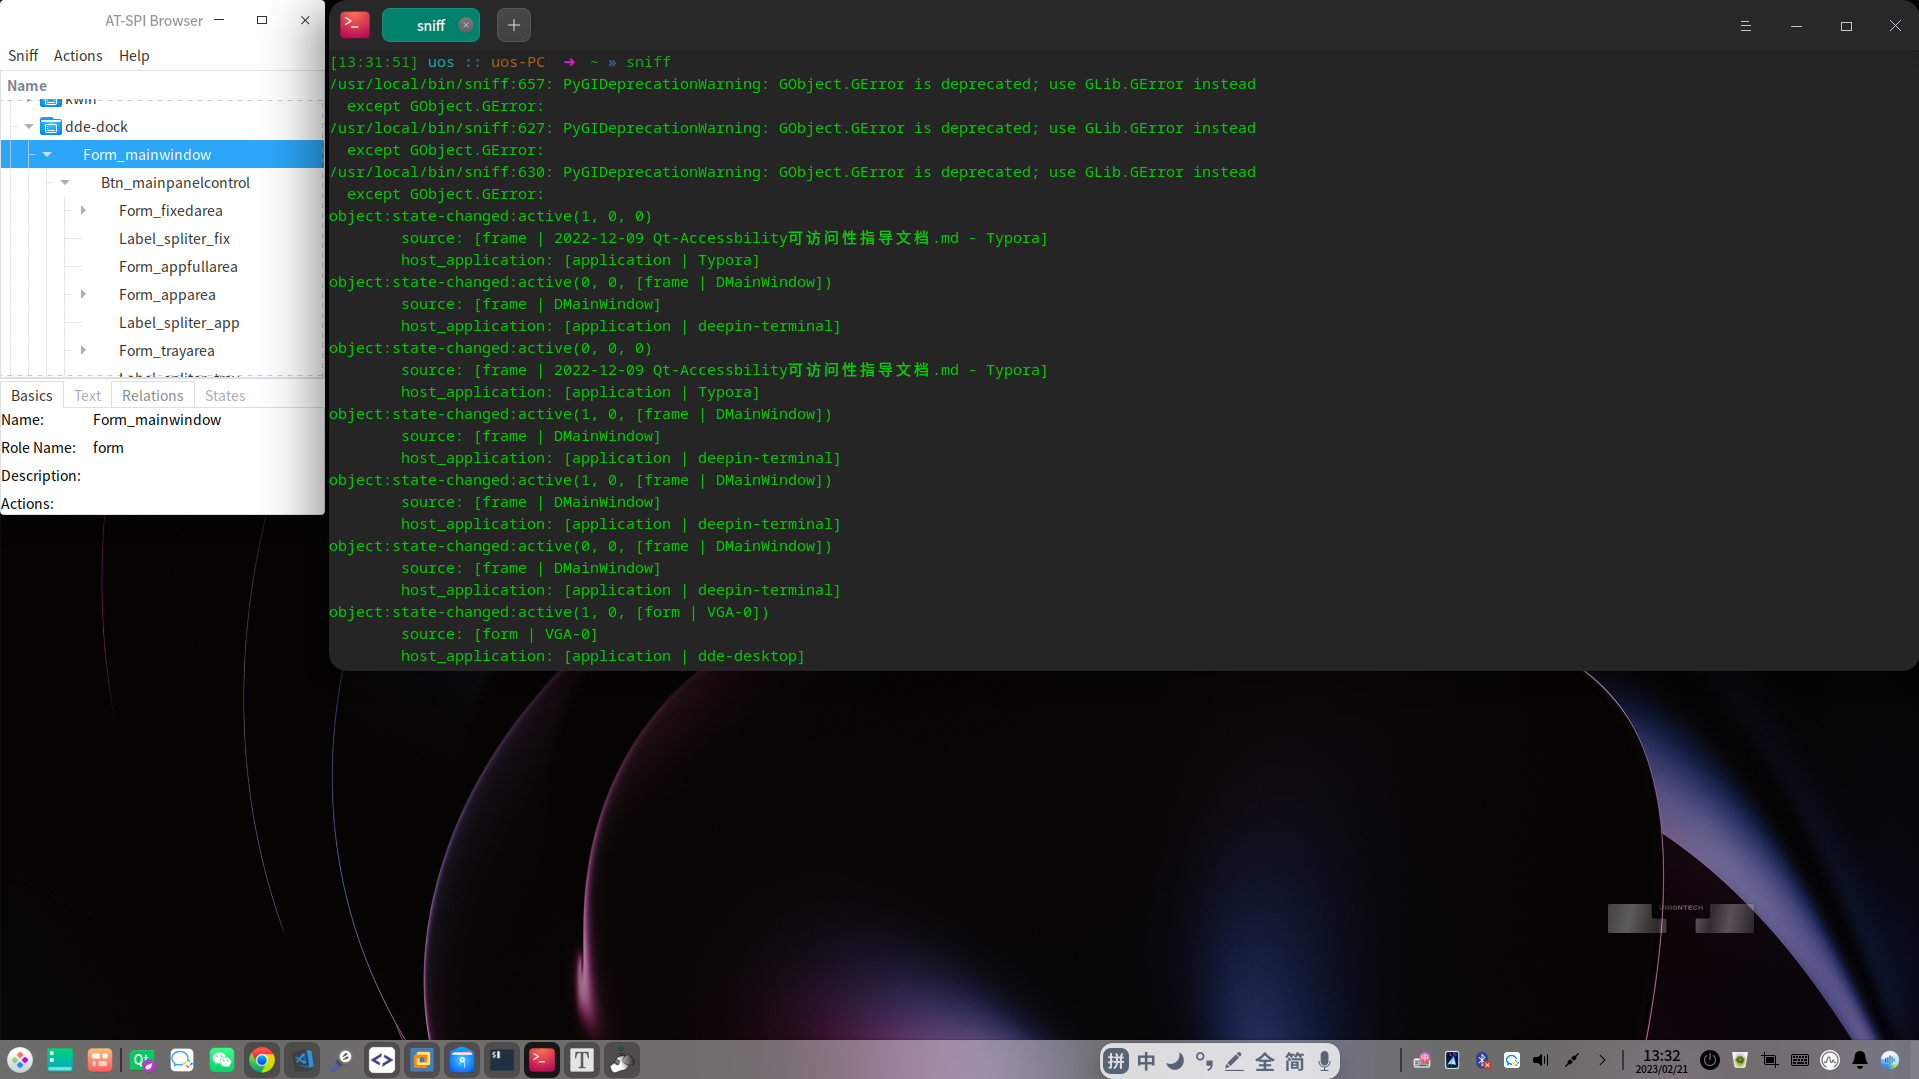 AT-SPI Browser
Sniff Actions Help
Name
kwin
dde-dock
Form_mainwindow
Btn_mainpanelcontrol
Form_fixedarea
Label_spliter_fix
Form_appfullarea
Form_apparea
Label_spliter_app
Form_trayarea
Label_spliter_tray
Basics Text Relations States
Name: Form_mainwindow
Role Name: form
Description:
Actions:
sniff
[13:31:51] uos :: uos-PC ➜ ~ » sniff
/usr/local/bin/sniff:657: PyGIDeprecationWarning: GObject.GError is deprecated; use GLib.GError instead
except GObject.GError:
/usr/local/bin/sniff:627: PyGIDeprecationWarning: GObject.GError is deprecated; use GLib.GError instead
except GObject.GError:
/usr/local/bin/sniff:630: PyGIDeprecationWarning: GObject.GError is deprecated; use GLib.GError instead
except GObject.GError:
object:state-changed:active(1, 0, 0)
source: [frame | 2022-12-09 Qt-Accessbility可访问性指导文档.md - Typora]
host_application: [application | Typora]
object:state-changed:active(0, 0, [frame | DMainWindow])
source: [frame | DMainWindow]
host_application: [application | deepin-terminal]
object:state-changed:active(0, 0, 0)
source: [frame | 2022-12-09 Qt-Accessbility可访问性指导文档.md - Typora]
host_application: [application | Typora]
object:state-changed:active(1, 0, [frame | DMainWindow])
source: [frame | DMainWindow]
host_application: [application | deepin-terminal]
object:state-changed:active(1, 0, [frame | DMainWindow])
source: [frame | DMainWindow]
host_application: [application | deepin-terminal]
object:state-changed:active(0, 0, [frame | DMainWindow])
source: [frame | DMainWindow]
host_application: [application | deepin-terminal]
object:state-changed:active(1, 0, [form | VGA-0])
source: [form | VGA-0]
host_application: [application | dde-desktop]
UNIONTECH
拼 中 全 简
13:32
2023/02/21